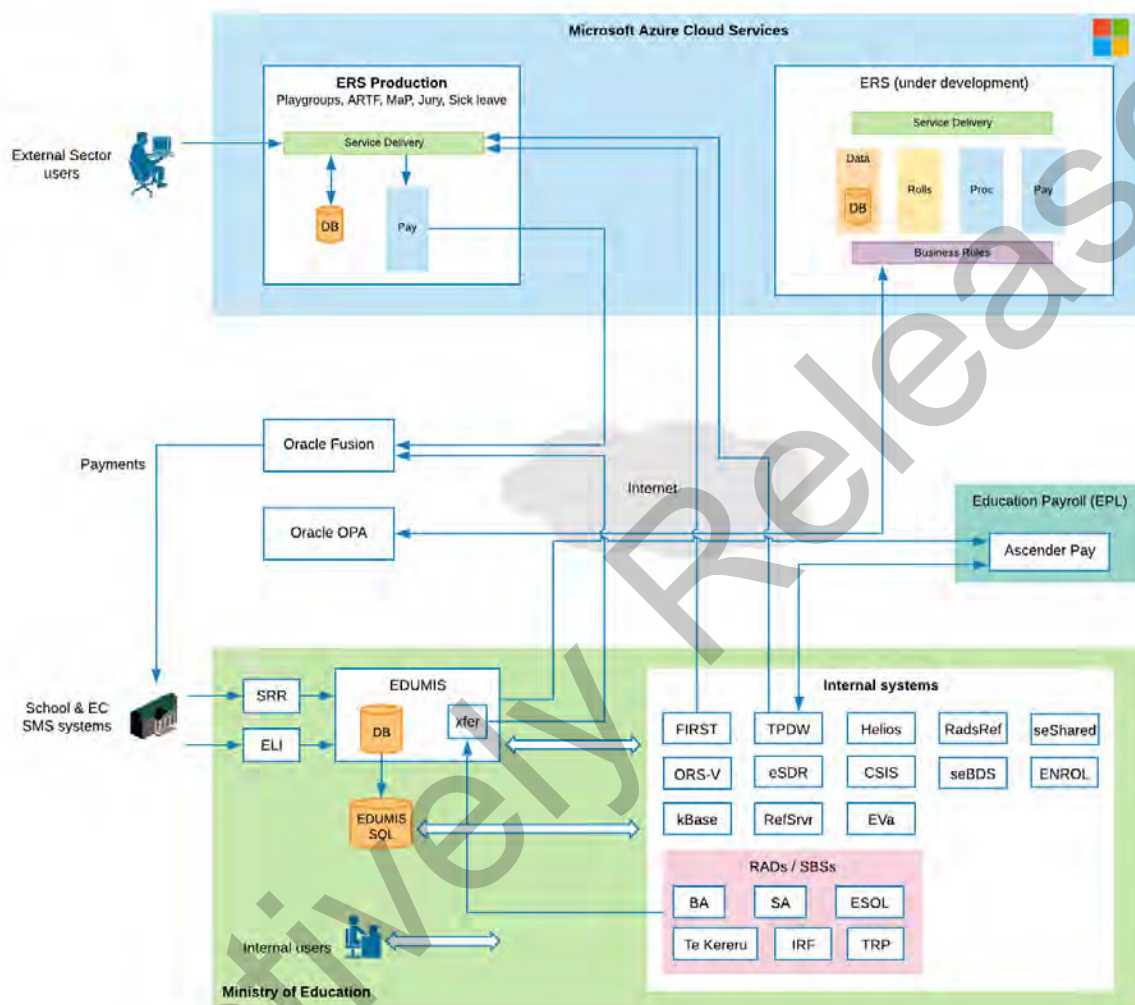 Microsoft Azure Cloud Services
ERS Production
Playgroups, ARTF, MaP, Jury, Sick leave
Service Delivery
DB
Pay
ERS (under development)
Service Delivery
Data
DB
Rolls
Proc
Pay
Business Rules
External Sector
users
Oracle Fusion
Payments
Internet
Oracle OPA
Education Payroll (EPL)
Ascender Pay
School & EC
SMS systems
SRR
ELI
EDUMIS
DB
xfer
EDUMIS
SQL
Internal systems
FIRST
TPDW
Helios
RadsRef
seShared
ORS-V
eSDR
CSIS
seBDS
ENROL
kBase
RefSrvr
EVa
RADs / SBSs
BA
SA
ESOL
Te Kereru
IRF
TRP
Internal users
Ministry of Education
tively Releas